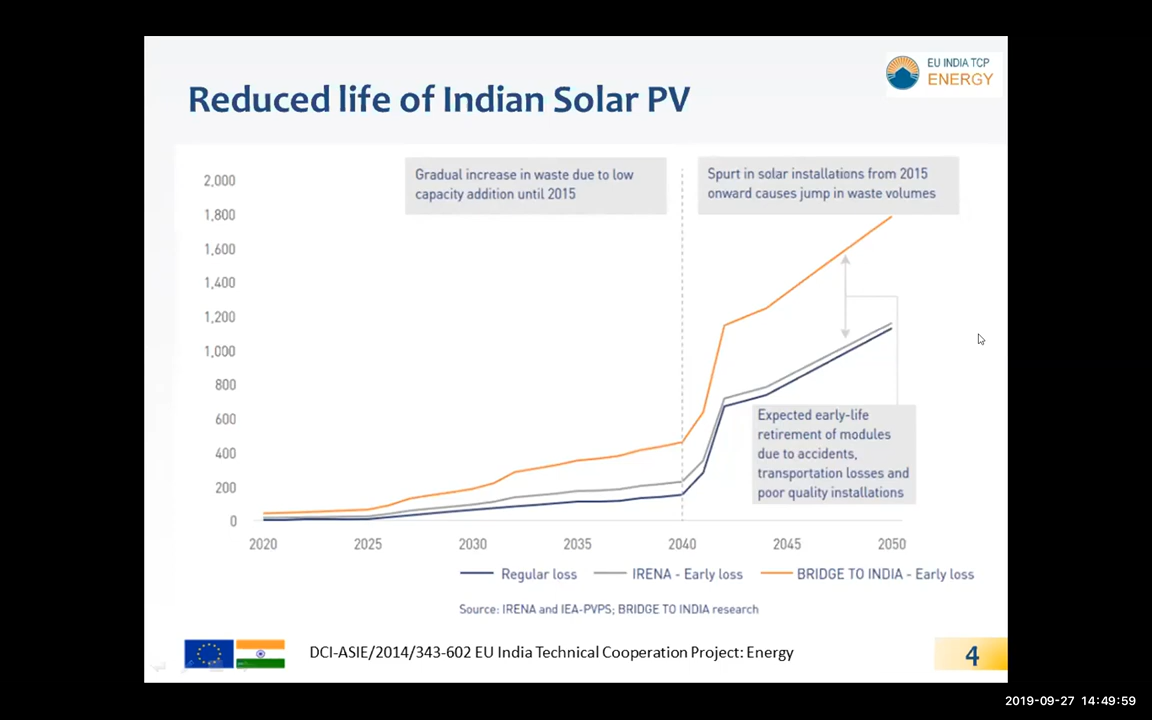 EU INDIA TCP
ENERGY
Reduced life of Indian Solar PV
Gradual increase in waste due to low
capacity addition until 2015
Spurt in solar installations from 2015
onward causes jump in waste volumes
2,000
1,800
1,600
1,400
1,200
1,000
800
600
400
200
0
Expected early-life
retirement of modules
due to accidents,
transportation losses and
poor quality installations
2020 2025 2030 2035 2040 2045 2050
Regular loss IRENA - Early loss BRIDGE TO INDIA - Early loss
Source: IRENA and IEA-PVPS; BRIDGE TO INDIA research
DCI-ASIE/2014/343-602 EU India Technical Cooperation Project: Energy
4
2019-09-27 14:49:59